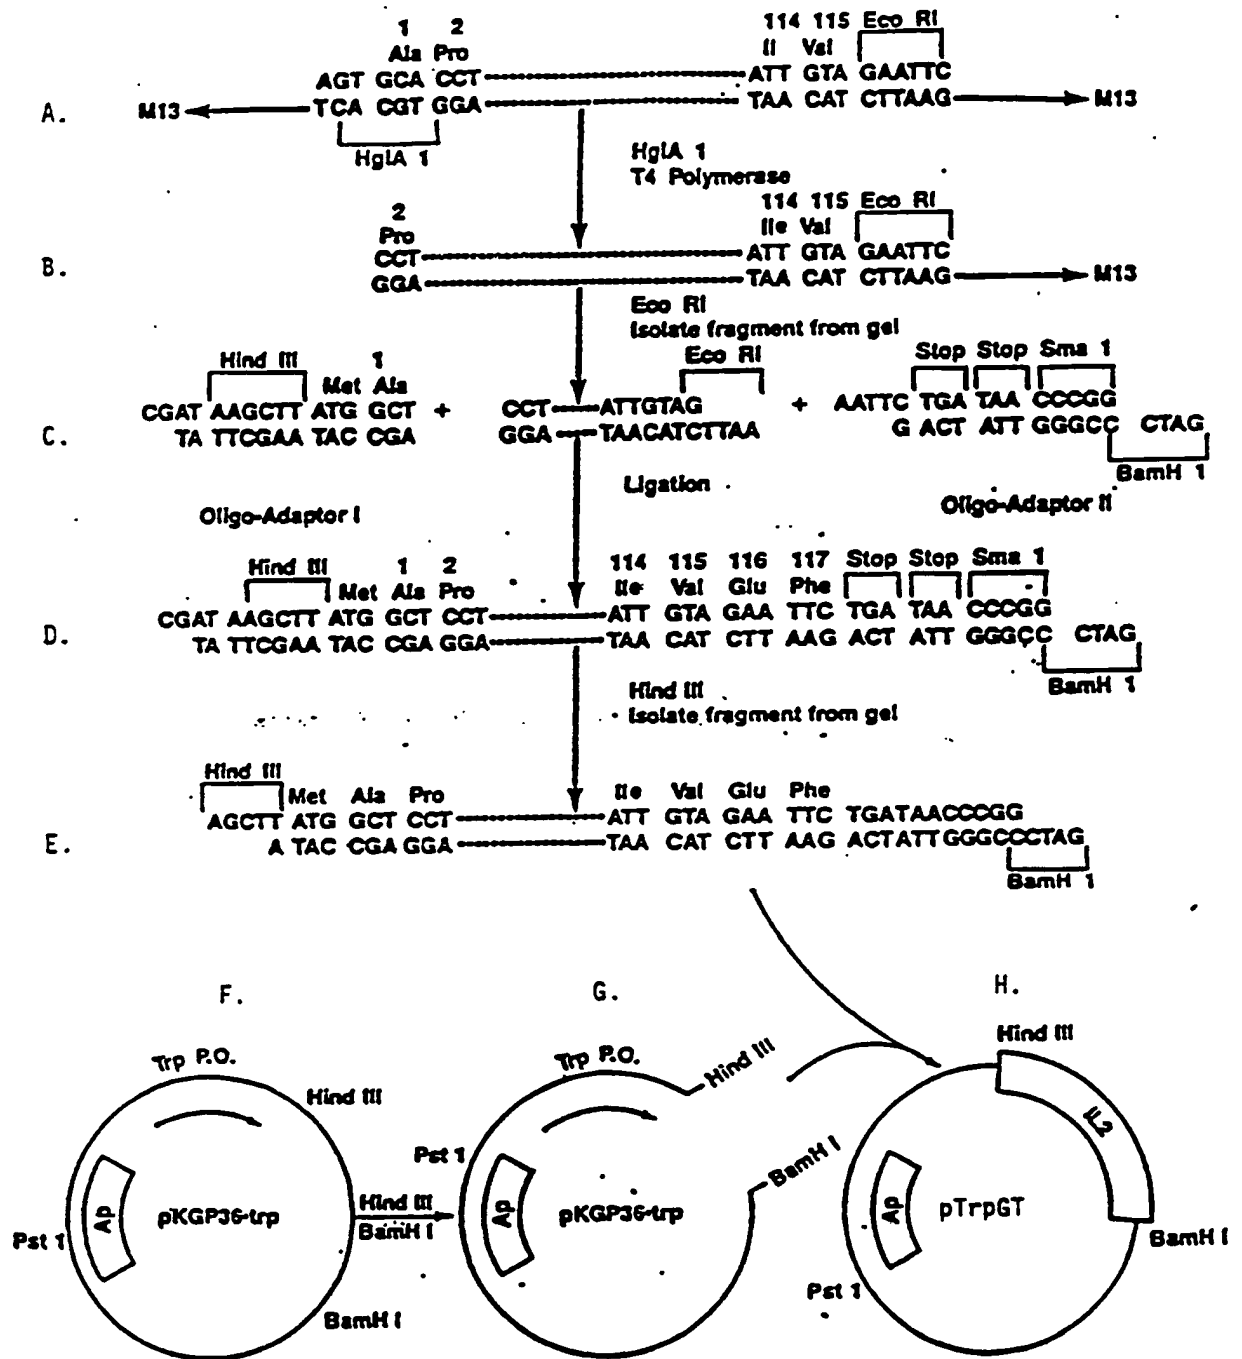 1 2 114 115 Eco RI
Ala Pro Il Val
AGT GCA CCT ATT GTA GAATTC
A. M13 TCA CGT GGA TAA CAT CTTAAG M13
HgiA 1
HgiA 1
T4 Polymerase
2 114 115 Eco RI
Pro Ile Val
CCT ATT GTA GAATTC
B. GGA TAA CAT CTTAAG M13
Eco RI
Isolate fragment from gel
Hind III 1 Eco RI Stop Stop Sma 1
Met Ala
CGAT AAGCTT ATG GCT + CCT ATTGTAG + AATTC TGA TAA CCCGG
C. TA TTCGAA TAC CGA GGA TAACATCTTAA G ACT ATT GGGCC CTAG
BamH 1
Ligation
Oligo-Adaptor I Oligo-Adaptor II
Hind III 1 2 114 115 116 117 Stop Stop Sma 1
Met Ala Pro Ile Val Glu Phe
CGAT AAGCTT ATG GCT CCT ATT GTA GAA TTC TGA TAA CCCGG
D. TA TTCGAA TAC CGA GGA TAA CAT CTT AAG ACT ATT GGGCC CTAG
BamH 1
Hind III
Isolate fragment from gel
Hind III
Met Ala Pro Ile Val Glu Phe
AGCTT ATG GCT CCT ATT GTA GAA TTC TGATAACCCGG
E. A TAC CGA GGA TAA CAT CTT AAG ACTATTGGGCCCTAG
BamH 1
F. G. H.
Trp P.O. Hind III
Ap pKGP36-trp
Pst 1
BamH I
Hind III
BamH I
Trp P.O. Hind III
Pst 1
Ap pKGP36-trp
BamH I
Hind III
IL2
Ap pTrpGT
Pst 1
BamH I